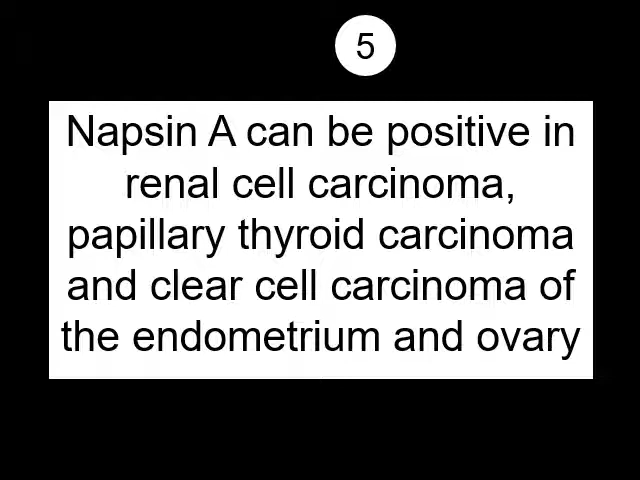 5
Napsin A can be positive in
renal cell carcinoma,
papillary thyroid carcinoma
and clear cell carcinoma of
the endometrium and ovary